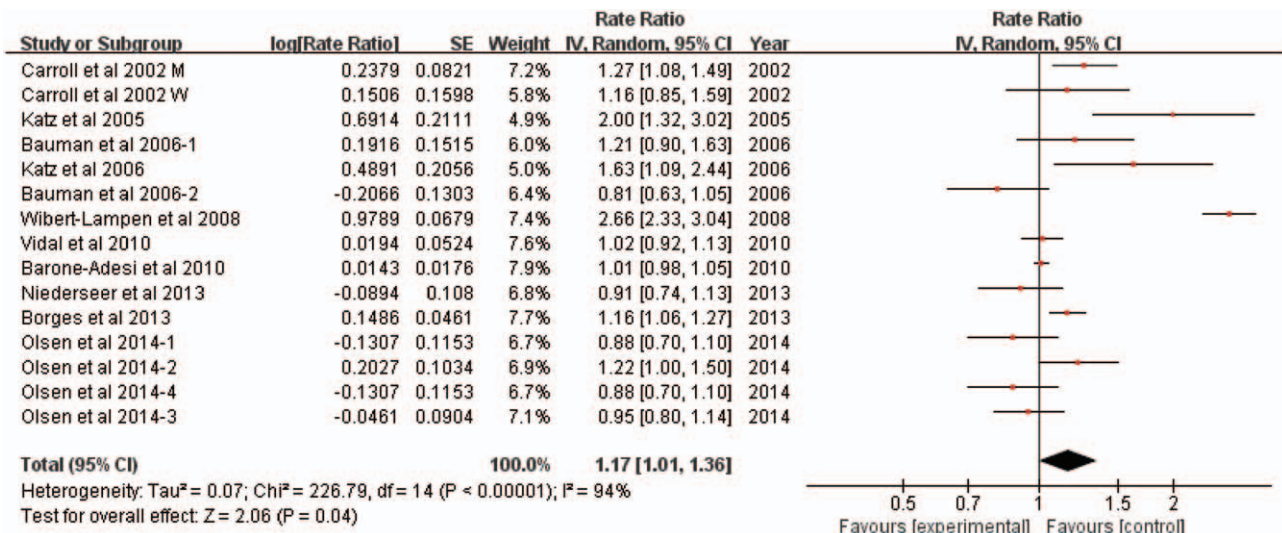 Rate Ratio Rate Ratio
Study or Subgroup log[Rate Ratio] SE Weight IV, Random, 95% CI Year IV, Random, 95% CI
Carroll et al 2002 M 0.2379 0.0821 7.2% 1.27 [1.08, 1.49] 2002
Carroll et al 2002 W 0.1506 0.1598 5.8% 1.16 [0.85, 1.59] 2002
Katz et al 2005 0.6914 0.2111 4.9% 2.00 [1.32, 3.02] 2005
Bauman et al 2006-1 0.1916 0.1515 6.0% 1.21 [0.90, 1.63] 2006
Katz et al 2006 0.4891 0.2056 5.0% 1.63 [1.09, 2.44] 2006
Bauman et al 2006-2 -0.2066 0.1303 6.4% 0.81 [0.63, 1.05] 2006
Wibert-Lampen et al 2008 0.9789 0.0679 7.4% 2.66 [2.33, 3.04] 2008
Vidal et al 2010 0.0194 0.0524 7.6% 1.02 [0.92, 1.13] 2010
Barone-Adesi et al 2010 0.0143 0.0176 7.9% 1.01 [0.98, 1.05] 2010
Niederseer et al 2013 -0.0894 0.108 6.8% 0.91 [0.74, 1.13] 2013
Borges et al 2013 0.1486 0.0461 7.7% 1.16 [1.06, 1.27] 2013
Olsen et al 2014-1 -0.1307 0.1153 6.7% 0.88 [0.70, 1.10] 2014
Olsen et al 2014-2 0.2027 0.1034 6.9% 1.22 [1.00, 1.50] 2014
Olsen et al 2014-4 -0.1307 0.1153 6.7% 0.88 [0.70, 1.10] 2014
Olsen et al 2014-3 -0.0461 0.0904 7.1% 0.95 [0.80, 1.14] 2014
Total (95% CI) 100.0% 1.17 [1.01, 1.36]
Heterogeneity: Tau² = 0.07; Chi² = 226.79, df = 14 (P < 0.00001); I² = 94%
Test for overall effect: Z = 2.06 (P = 0.04)
0.5 0.7 1 1.5 2
Favours [experimental] Favours [control]